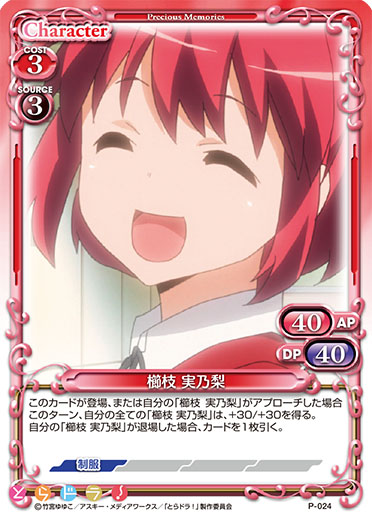 Precious Memories
Character
COST
3
SOURCE
3
40 AP
DP 40
櫛枝 実乃梨
このカードが登場、または自分の「櫛枝 実乃梨」がアプローチした場合
このターン、自分の全ての「櫛枝 実乃梨」は、+30/+30を得る。
自分の「櫛枝 実乃梨」が退場した場合、カードを1枚引く。
制服
とらドラ!
©竹宮ゆゆこ/アスキー・メディアワークス/「とらドラ!」製作委員会
P-024